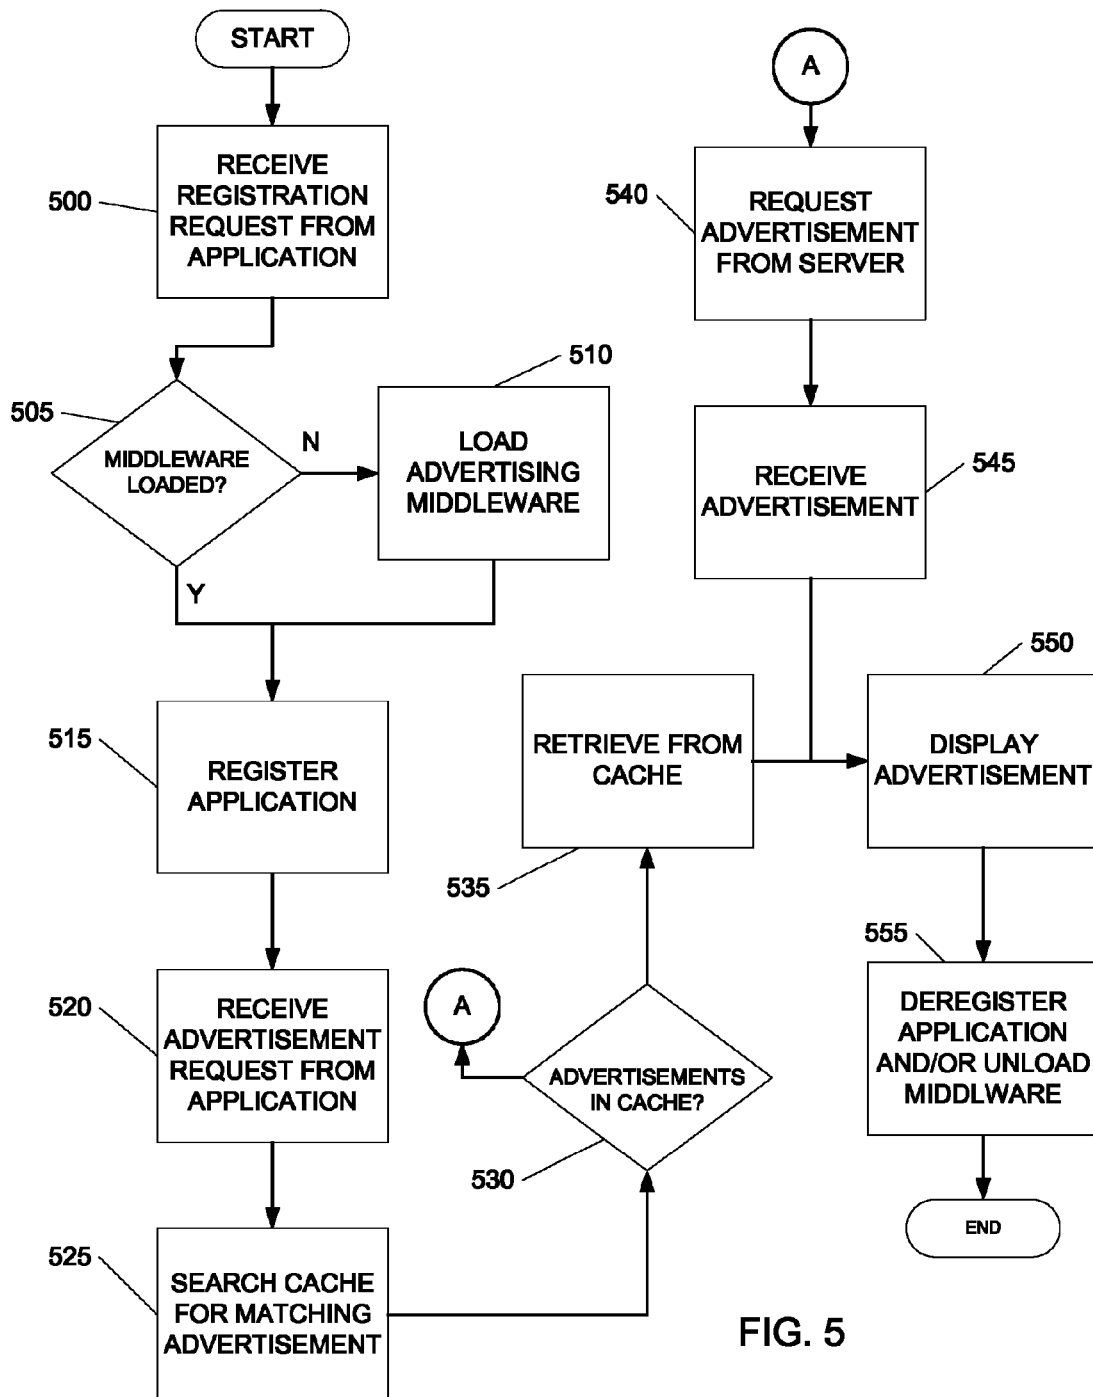 START
500
RECEIVE
REGISTRATION
REQUEST FROM
APPLICATION
505
MIDDLEWARE
LOADED?
N
Y
510
LOAD
ADVERTISING
MIDDLEWARE
515
REGISTER
APPLICATION
520
RECEIVE
ADVERTISEMENT
REQUEST FROM
APPLICATION
525
SEARCH CACHE
FOR MATCHING
ADVERTISEMENT
530
ADVERTISEMENTS
IN CACHE?
A
535
RETRIEVE FROM
CACHE
A
540
REQUEST
ADVERTISEMENT
FROM SERVER
545
RECEIVE
ADVERTISEMENT
550
DISPLAY
ADVERTISEMENT
555
DEREGISTER
APPLICATION
AND/OR UNLOAD
MIDDLWARE
END
FIG. 5